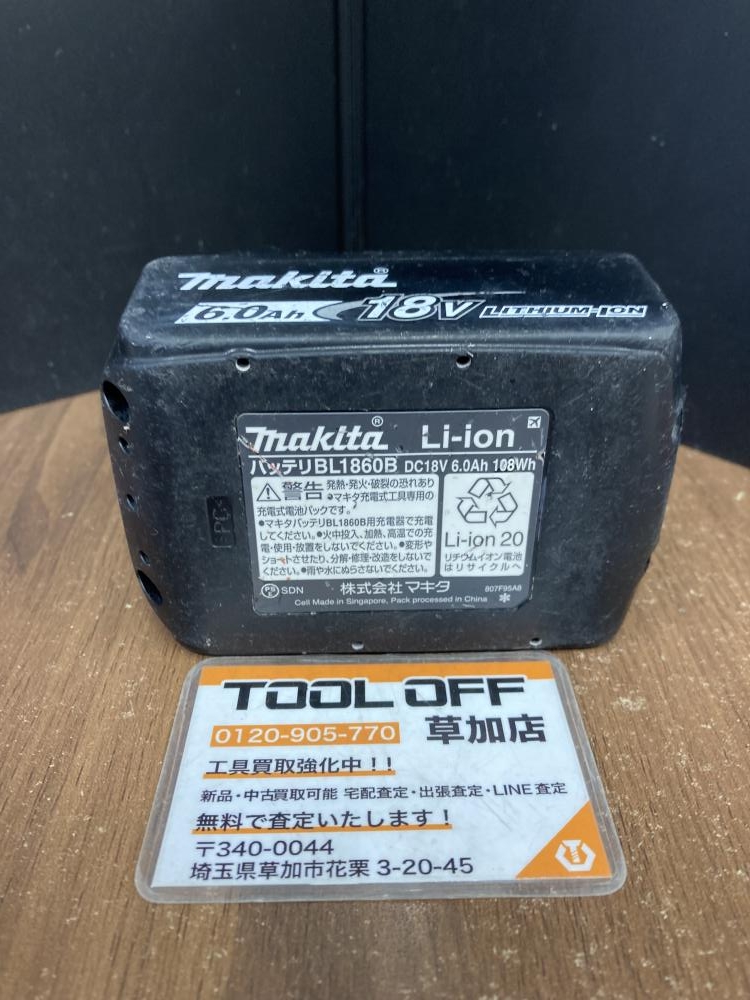 makita®
6.0Ah 18V LITHIUM-ION
makita® Li-ion
バッテリBL1860B DC18V 6.0Ah 108Wh
警告 発熱・発火・破裂の恐れあり
●マキタ充電式工具専用の
充電式電池パックです。
●マキタバッテリBL1860B用充電器で充電
してください。●火中投入、加熱、高温での充
電・使用・放置をしないでください。●変形や
ショートさせたり、分解・修理・改造をしないで
ください。●雨や水にぬらさないでください。
Li-ion 20
リチウムイオン電池
はリサイクルへ
PS E SDN 株式会社マキタ 807F95A8
Cell Made in Singapore, Pack processed in China ✻
TOOL OFF
0120-905-770 草加店
工具買取強化中!!
新品・中古買取可能 宅配査定・出張査定・LINE査定
無料で査定いたします!
〒340-0044
埼玉県草加市花栗 3-20-45